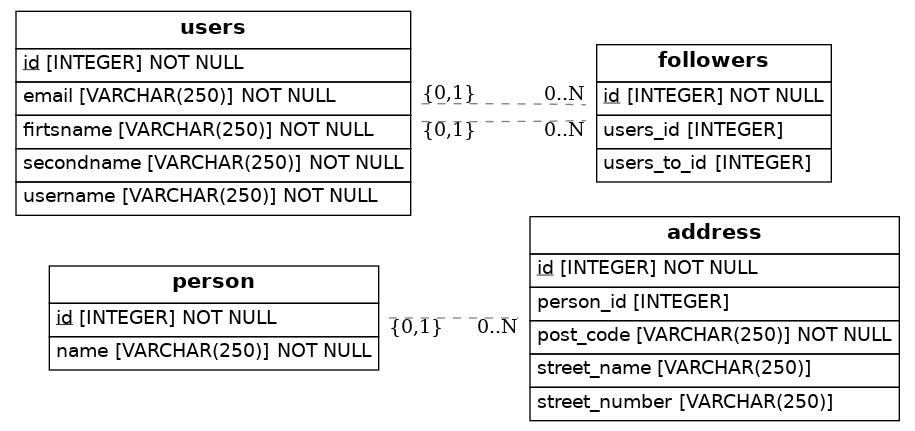 users
id [INTEGER] NOT NULL
email [VARCHAR(250)] NOT NULL
firtsname [VARCHAR(250)] NOT NULL
secondname [VARCHAR(250)] NOT NULL
username [VARCHAR(250)] NOT NULL
{0,1} 0..N
{0,1} 0..N
followers
id [INTEGER] NOT NULL
users_id [INTEGER]
users_to_id [INTEGER]
person
id [INTEGER] NOT NULL
name [VARCHAR(250)] NOT NULL
{0,1} 0..N
address
id [INTEGER] NOT NULL
person_id [INTEGER]
post_code [VARCHAR(250)] NOT NULL
street_name [VARCHAR(250)]
street_number [VARCHAR(250)]